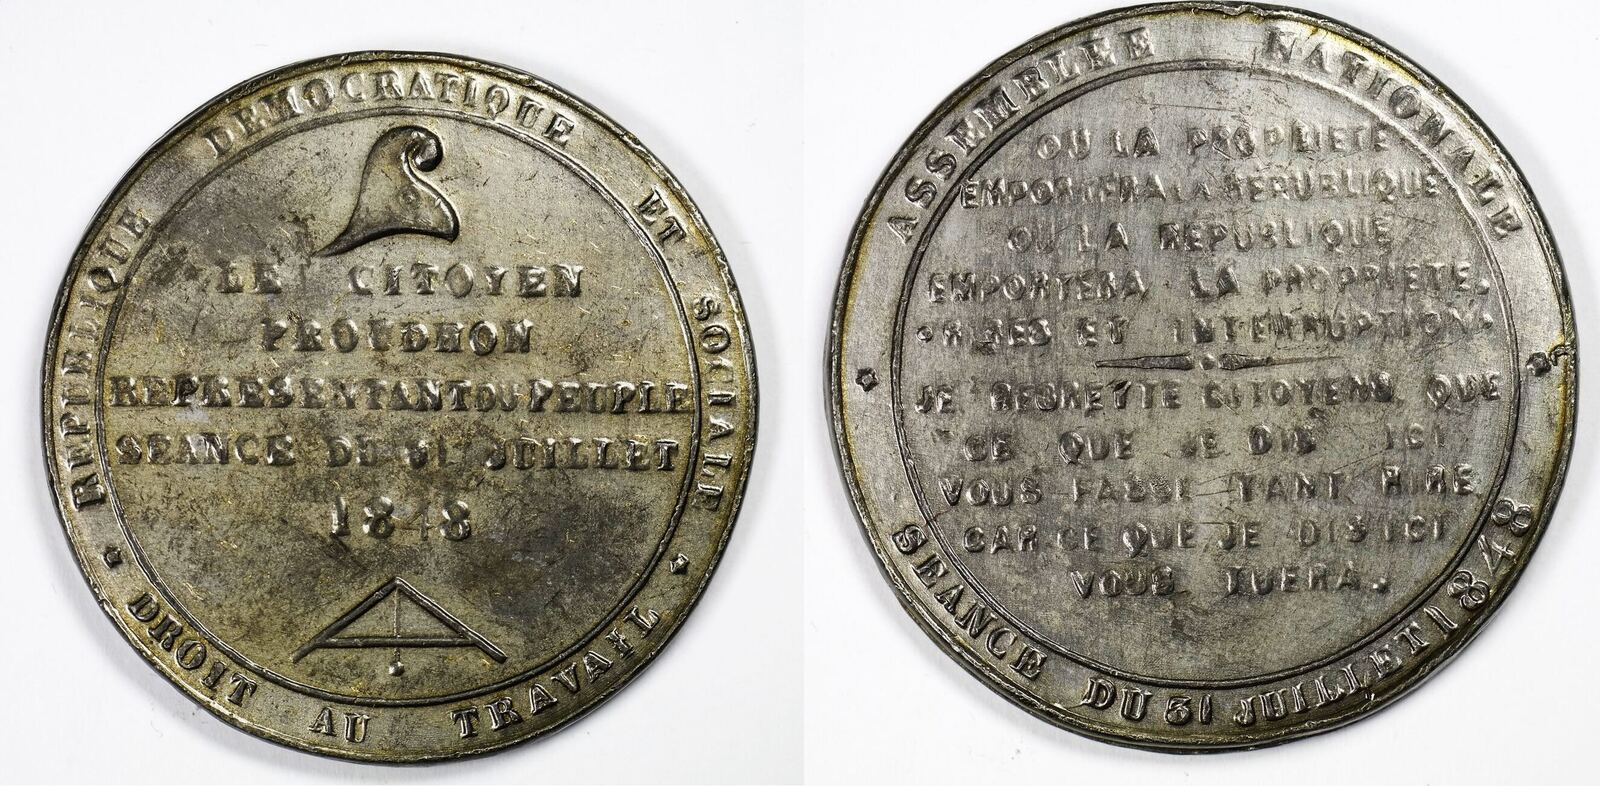 REPUBLIQUE DEMOCRATIQUE ET SOCIALE
LE CITOYEN
PROUDHON
REPRESENTANT DU PEUPLE
SEANCE DU 31 JUILLET
1848
DROIT AU TRAVAIL
ASSEMBLEE NATIONALE
OU LA PROPRIETE
EMPORTERA LA REPUBLIQUE
OU LA REPUBLIQUE
EMPORTERA LA PROPRIETE.
•RIRES ET INTERRUPTION•
JE REGRETTE CITOYENS QUE
CE QUE JE DIS ICI
VOUS FASSE TANT RIRE
CAR CE QUE JE DIS ICI
VOUS TUERA.
SEANCE DU 31 JUILLET 1848